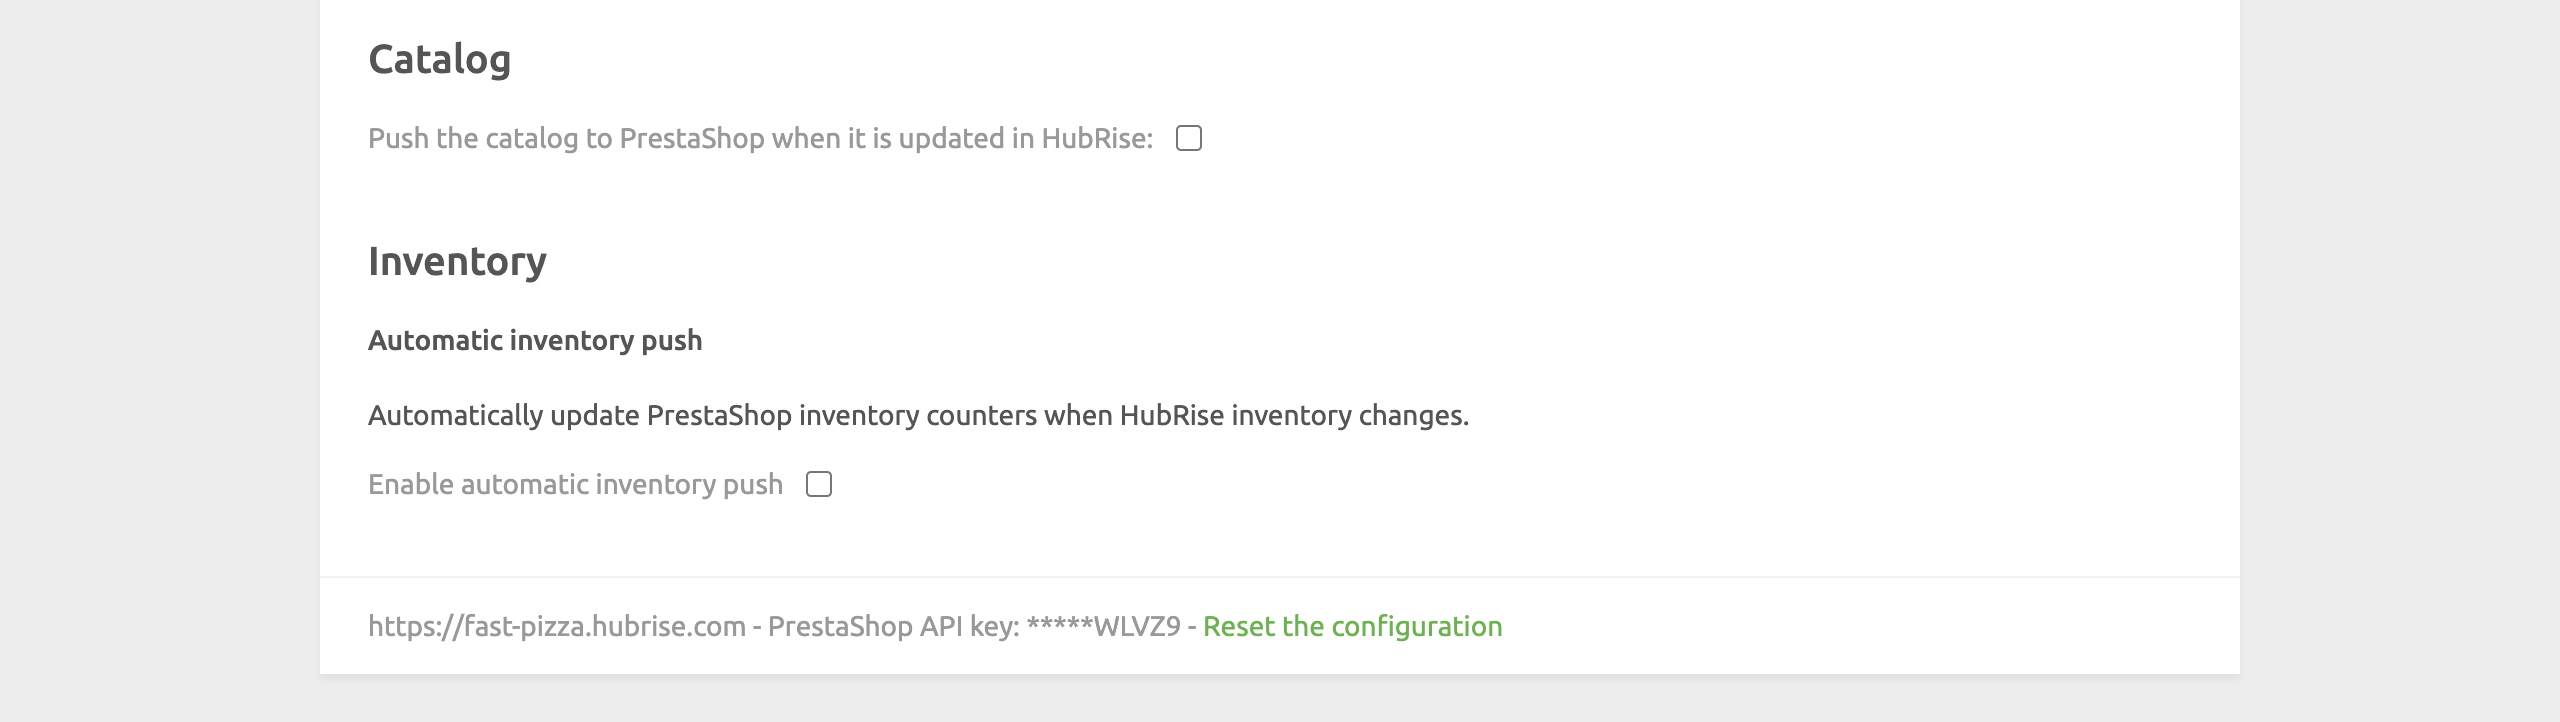 Catalog
Push the catalog to PrestaShop when it is updated in HubRise:
Inventory
Automatic inventory push
Automatically update PrestaShop inventory counters when HubRise inventory changes.
Enable automatic inventory push
https://fast-pizza.hubrise.com - PrestaShop API key: *****WLVZ9 - Reset the configuration